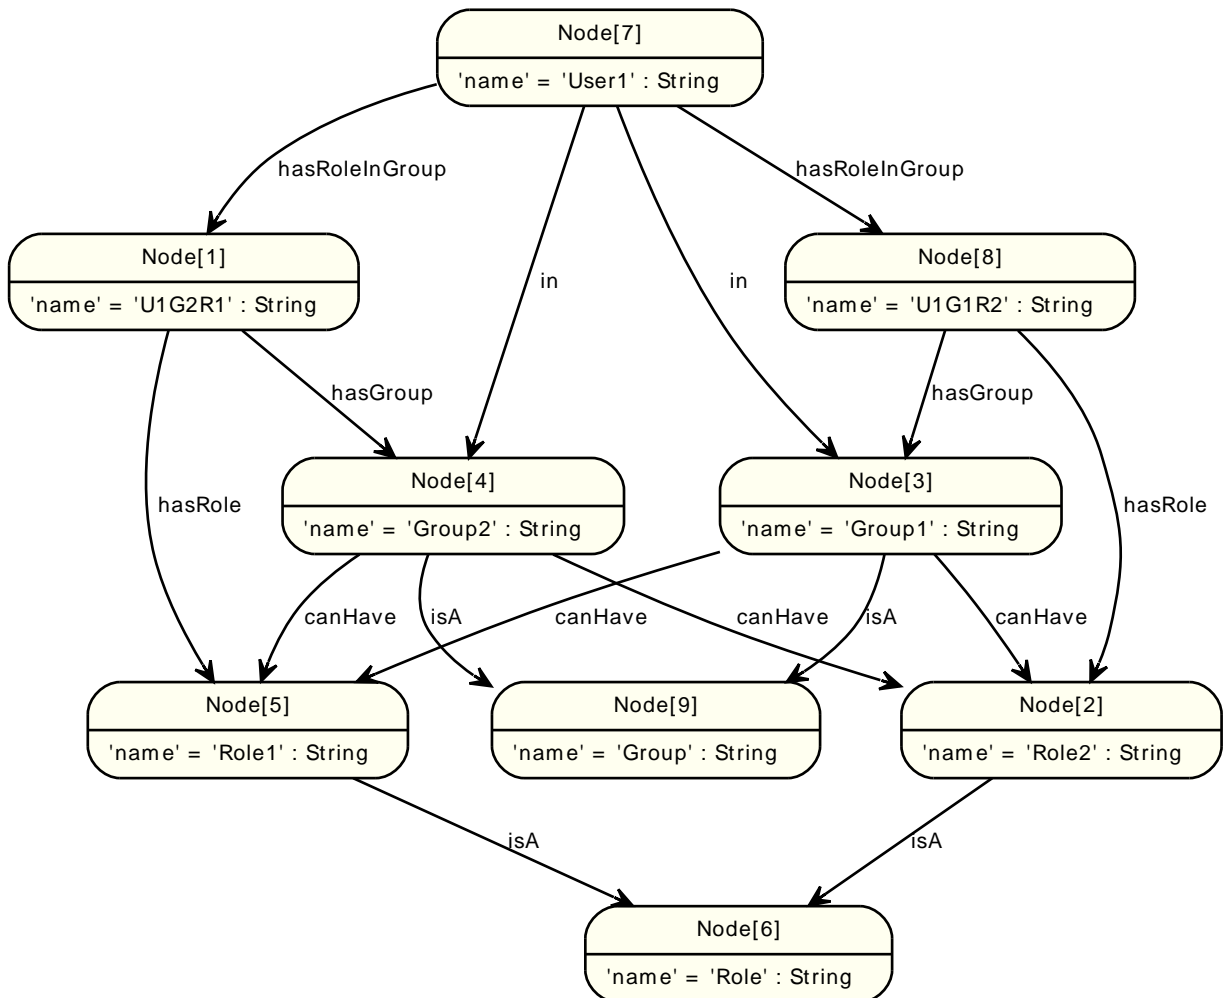 Node[7]
'name' = 'User1' : String
hasRoleInGroup
hasRoleInGroup
Node[1]
'name' = 'U1G2R1' : String
Node[8]
'name' = 'U1G1R2' : String
in
in
hasGroup
hasGroup
Node[4]
'name' = 'Group2' : String
Node[3]
'name' = 'Group1' : String
hasRole
hasRole
canHave
isA
canHave
canHave
isA
canHave
Node[5]
'name' = 'Role1' : String
Node[9]
'name' = 'Group' : String
Node[2]
'name' = 'Role2' : String
isA
isA
Node[6]
'name' = 'Role' : String